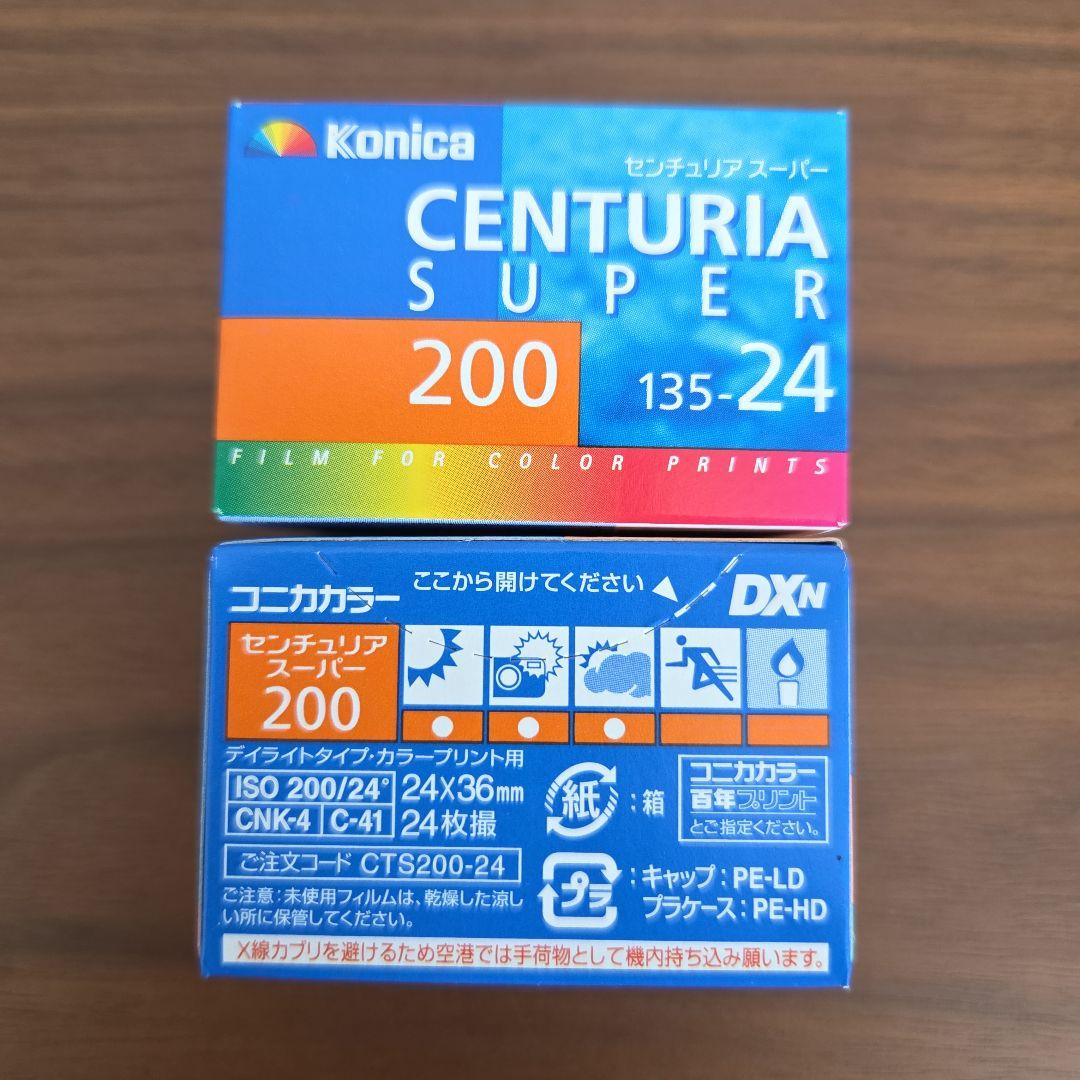 Konica
センチュリア スーパー
CENTURIA
SUPER
200
135-24
FILM FOR COLOR PRINTS
ここから開けてください
コニカカラー
DXN
センチュリア
スーパー
200
デイライトタイプ・カラープリント用
ISO 200/24°
24X36mm
CNK-4 C-41
24枚撮
紙 :箱
コニカカラー
百年プリント
とご指定ください。
ご注文コード CTS200-24
ご注意:未使用フィルムは、乾燥した涼し
い所に保管してください。
プラ :キャップ:PE-LD
プラケース:PE-HD
X線カブリを避けるため空港では手荷物として機内持ち込み願います。